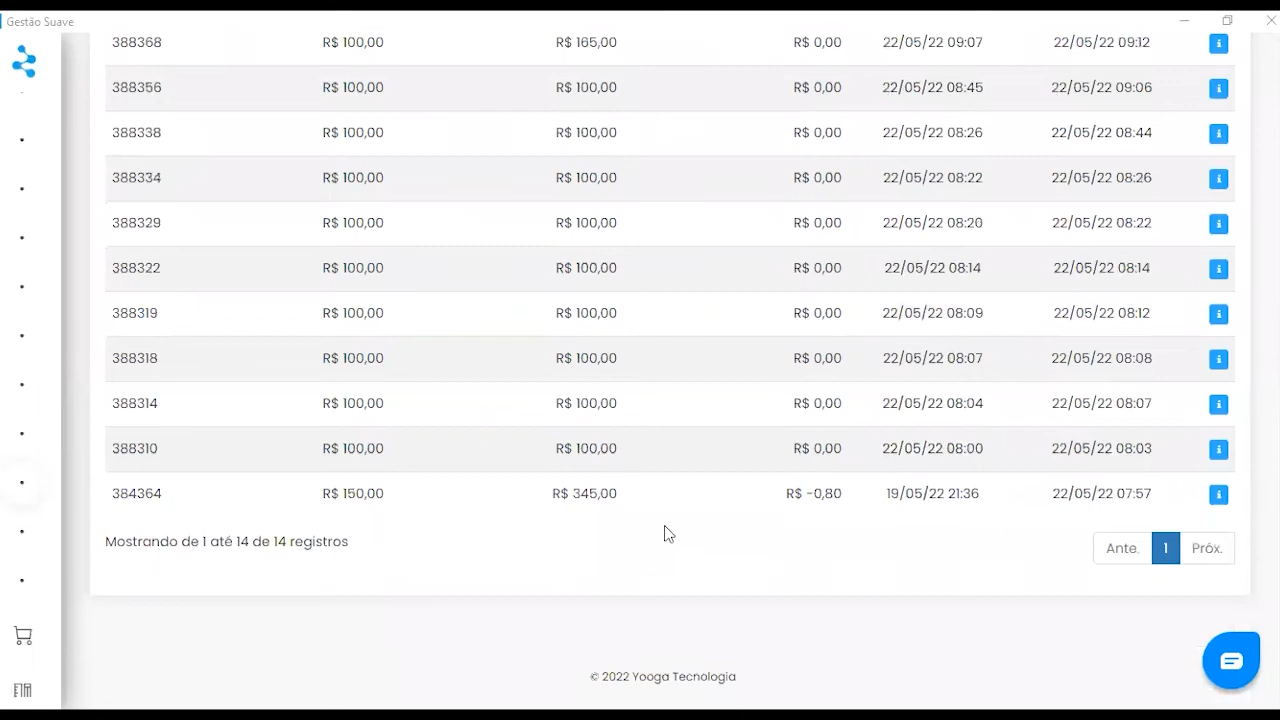 Gestão Suave
388368 R$ 100,00 R$ 165,00 R$ 0,00 22/05/22 09:07 22/05/22 09:12
388356 R$ 100,00 R$ 100,00 R$ 0,00 22/05/22 08:45 22/05/22 09:06
388338 R$ 100,00 R$ 100,00 R$ 0,00 22/05/22 08:26 22/05/22 08:44
388334 R$ 100,00 R$ 100,00 R$ 0,00 22/05/22 08:22 22/05/22 08:26
388329 R$ 100,00 R$ 100,00 R$ 0,00 22/05/22 08:20 22/05/22 08:22
388322 R$ 100,00 R$ 100,00 R$ 0,00 22/05/22 08:14 22/05/22 08:14
388319 R$ 100,00 R$ 100,00 R$ 0,00 22/05/22 08:09 22/05/22 08:12
388318 R$ 100,00 R$ 100,00 R$ 0,00 22/05/22 08:07 22/05/22 08:08
388314 R$ 100,00 R$ 100,00 R$ 0,00 22/05/22 08:04 22/05/22 08:07
388310 R$ 100,00 R$ 100,00 R$ 0,00 22/05/22 08:00 22/05/22 08:03
384364 R$ 150,00 R$ 345,00 R$ -0,80 19/05/22 21:36 22/05/22 07:57
Mostrando de 1 até 14 de 14 registros
Ante. 1 Próx.
© 2022 Yooga Tecnologia